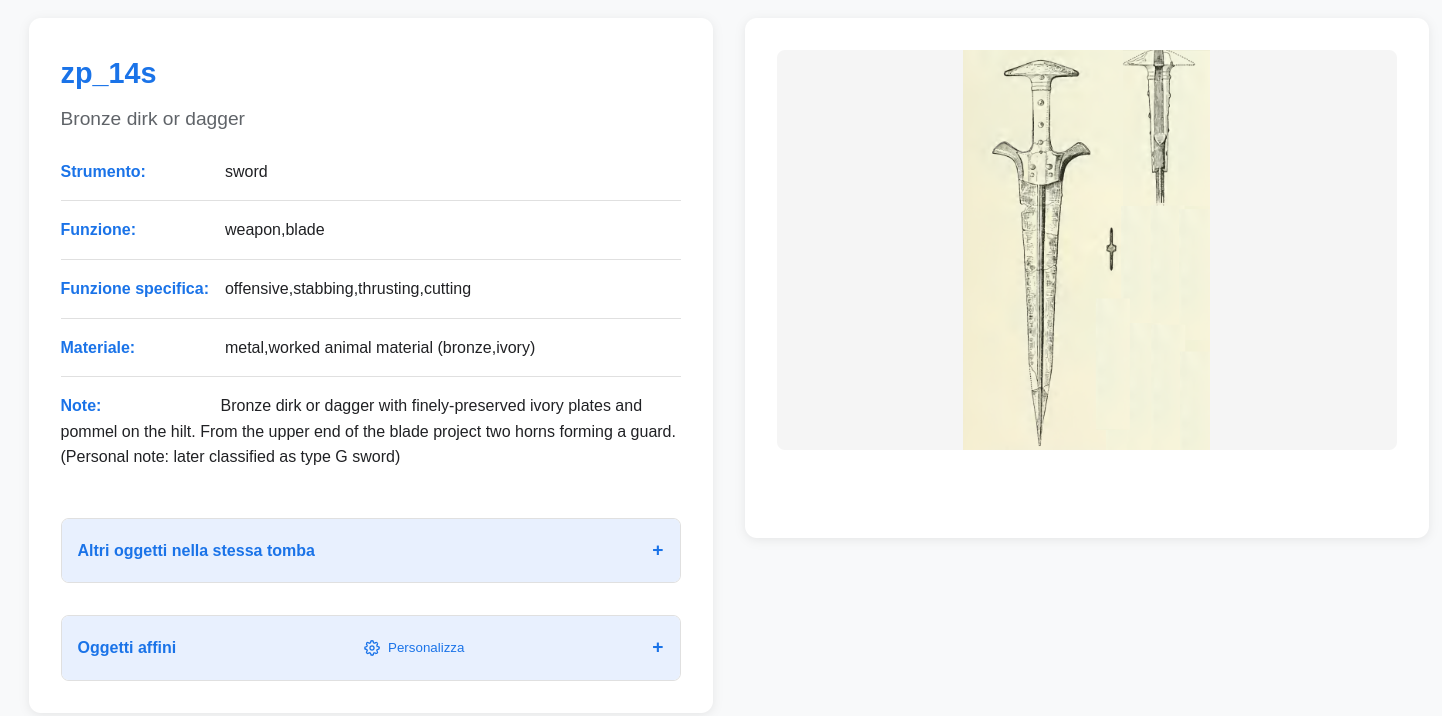 zp_14s
Bronze dirk or dagger
Strumento: sword
Funzione: weapon,blade
Funzione specifica: offensive,stabbing,thrusting,cutting
Materiale: metal,worked animal material (bronze,ivory)
Note: Bronze dirk or dagger with finely-preserved ivory plates and
pommel on the hilt. From the upper end of the blade project two horns forming a guard.
(Personal note: later classified as type G sword)
Altri oggetti nella stessa tomba +
Oggetti affini Personalizza +